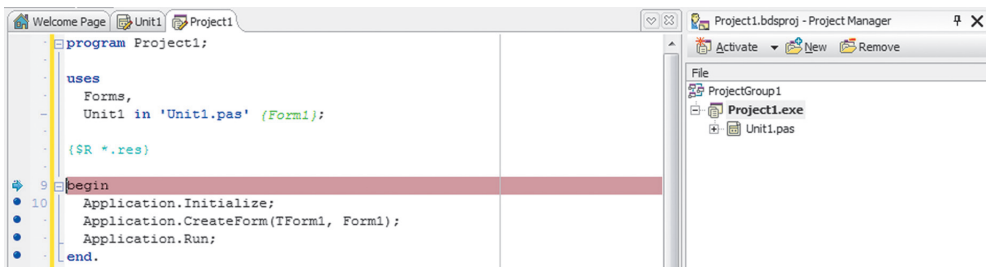 Welcome Page Unit1 Project1
program Project1;
uses
Forms,
Unit1 in 'Unit1.pas' {Form1};
{$R *.res}
9 begin
10 Application.Initialize;
Application.CreateForm(TForm1, Form1);
Application.Run;
end.
Project1.bdsproj - Project Manager
Activate New Remove
File
ProjectGroup1
Project1.exe
Unit1.pas